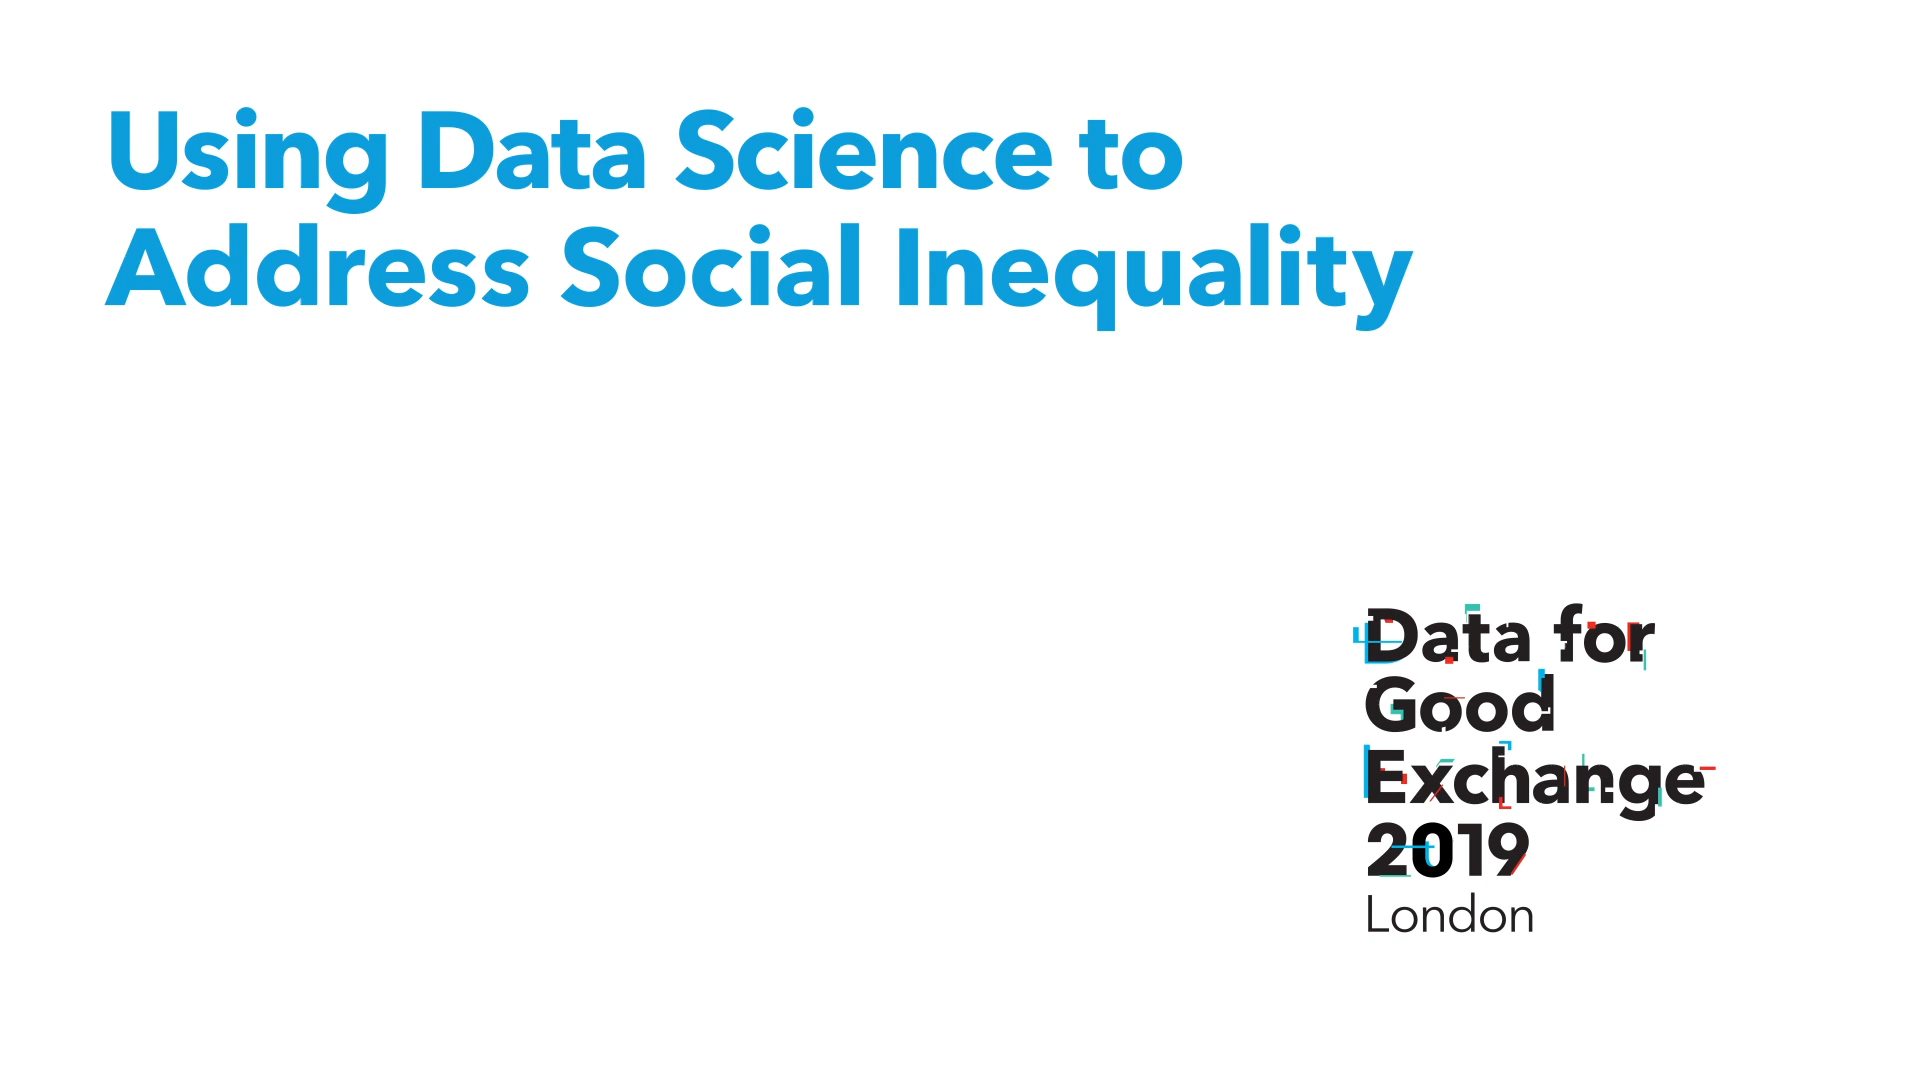 Using Data Science to
Address Social Inequality
Data for
Good
Exchange
2019
London